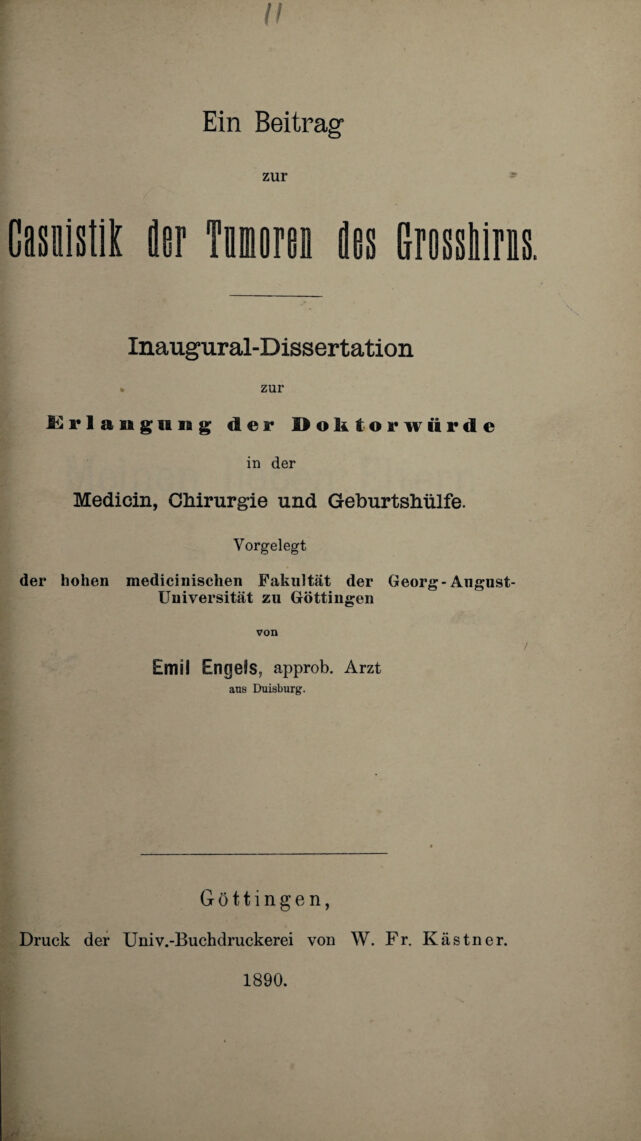 11
Ein Beitrag
zur
Casuistik der Tumoren des Grosshirns.
Inaugural-Dissertation
zur
Erlangung der Doktorwürde
in der
Medicin, Chirurgie und Geburtshülfe.
Vorgelegt
der hohen medicinischen Fakultät der Georg-August-
Universität zu Göttingen
von
Emil Engels, approb. Arzt
aus Duisburg.
Göttingen,
Druck der Univ.-Buchdruckerei von W. Fr. Kästner.
1890.